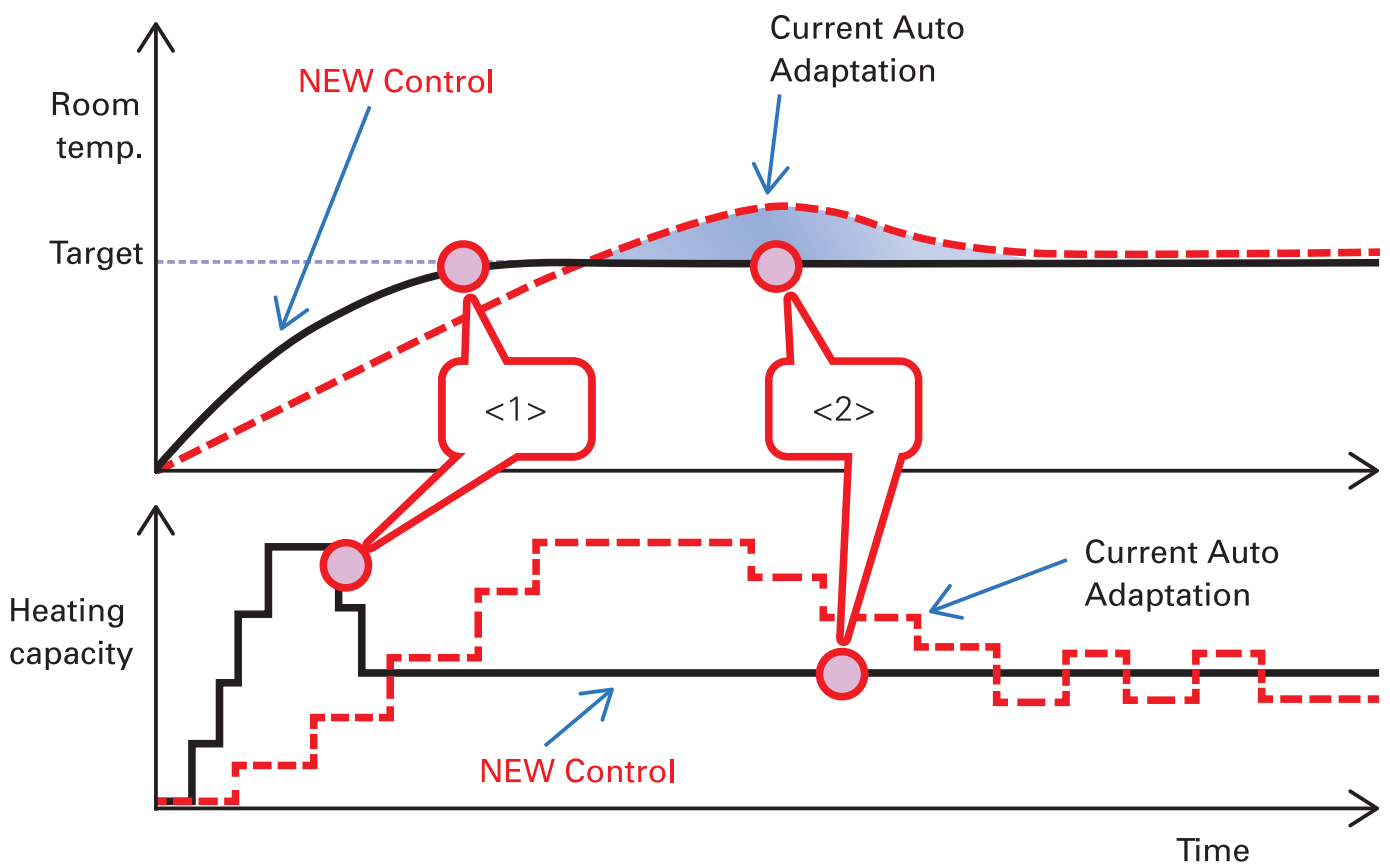 Current Auto
Adaptation
NEW Control
Room
temp.
Target
<1>
<2>
Current Auto
Adaptation
Heating
capacity
NEW Control
Time